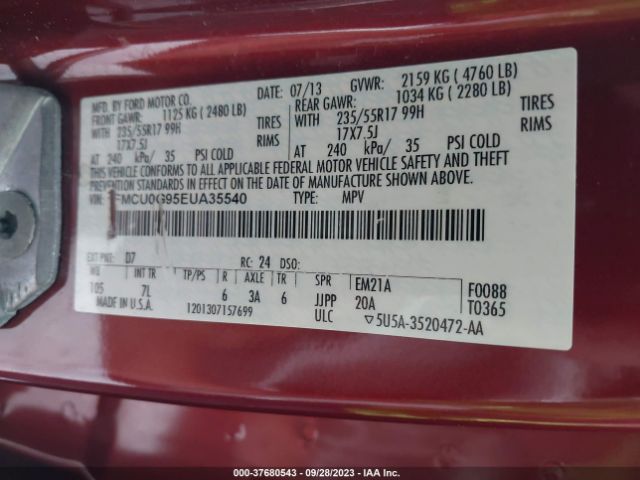 MFD. BY FORD MOTOR CO.
DATE: 07/13 GVWR: 2159 KG ( 4760 LB)
FRONT GAWR: 1125 KG ( 2480 LB)
REAR GAWR: 1034 KG ( 2280 LB)
WITH 235/55R17 99H TIRES
WITH 235/55R17 99H TIRES
17X7.5J RIMS
17X7.5J RIMS
AT 240 kPa/ 35 PSI COLD
AT 240 kPa/ 35 PSI COLD
THIS VEHICLE CONFORMS TO ALL APPLICABLE FEDERAL MOTOR VEHICLE SAFETY AND THEFT
PREVENTION STANDARDS IN EFFECT ON THE DATE OF MANUFACTURE SHOWN ABOVE.
VIN: FMCU0G95EUA35540 TYPE: MPV
EXT PNT: D7 RC: 24 DSO:
WB INT TR TP/PS R AXLE TR SPR EM21A F0088
105 7L 6 3A 6 JJPP 20A T0365
MADE IN U.S.A. 1201307157699 ULC ▽5U5A-3520472-AA
000-37680543 • 09/28/2023 • IAA Inc.